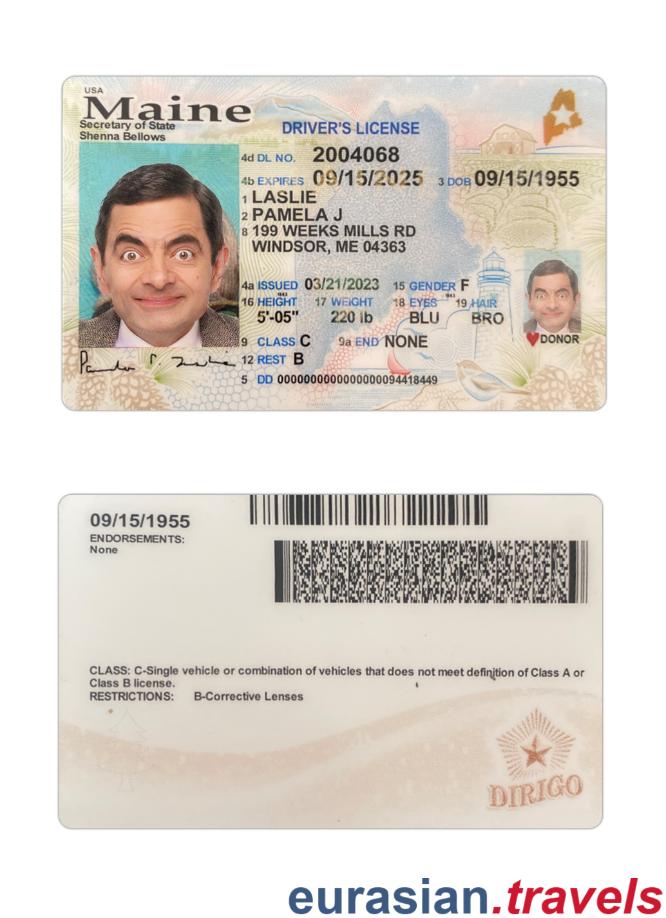 USA
Maine
Secretary of State
Shenna Bellows
DRIVER'S LICENSE
4d DL NO. 2004068
4b EXPIRES 09/15/2025 3 DOB 09/15/1955
1 LASLIE
2 PAMELA J
8 199 WEEKS MILLS RD
WINDSOR, ME 04363
4a ISSUED 03/21/2023 15 GENDER F
16 HEIGHT 17 WEIGHT 18 EYES 19 HAIR
5'-05" 220 lb BLU BRO
9 CLASS C 9a END NONE
DONOR
12 REST B
5 DD 0000000000000000094418449
09/15/1955
ENDORSEMENTS:
None
CLASS: C-Single vehicle or combination of vehicles that does not meet definition of Class A or
Class B license.
RESTRICTIONS: B-Corrective Lenses
DIRIGO
eurasian.travels